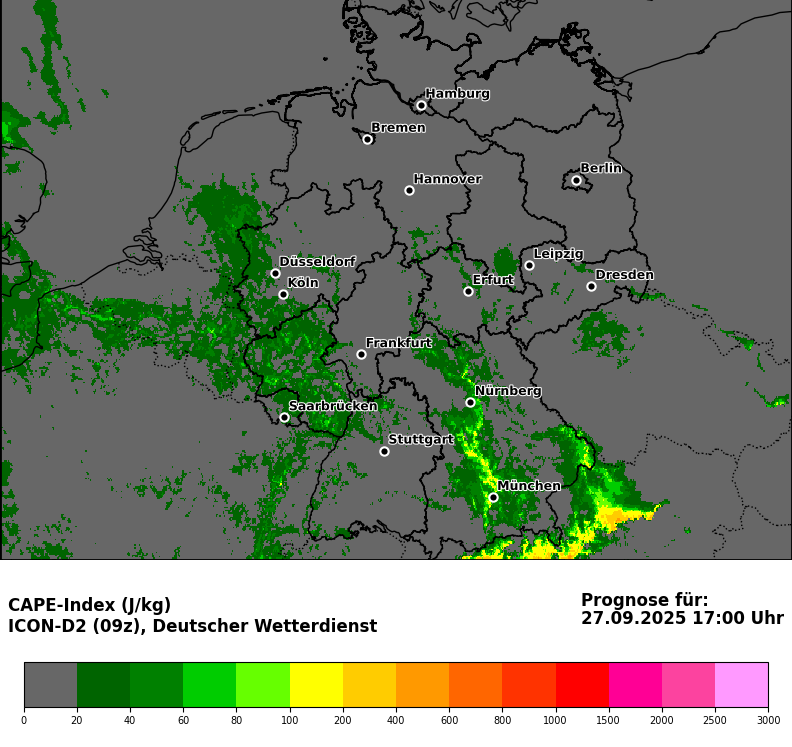 Hamburg
Bremen
Berlin
Hannover
Leipzig
Düsseldorf
Dresden
Erfurt
Köln
Frankfurt
Nürnberg
Saarbrücken
Stuttgart
München
CAPE-Index (J/kg)
ICON-D2 (09z), Deutscher Wetterdienst
Prognose für:
27.09.2025 17:00 Uhr
0 20 40 60 80 100 200 400 600 800 1000 1500 2000 2500 3000